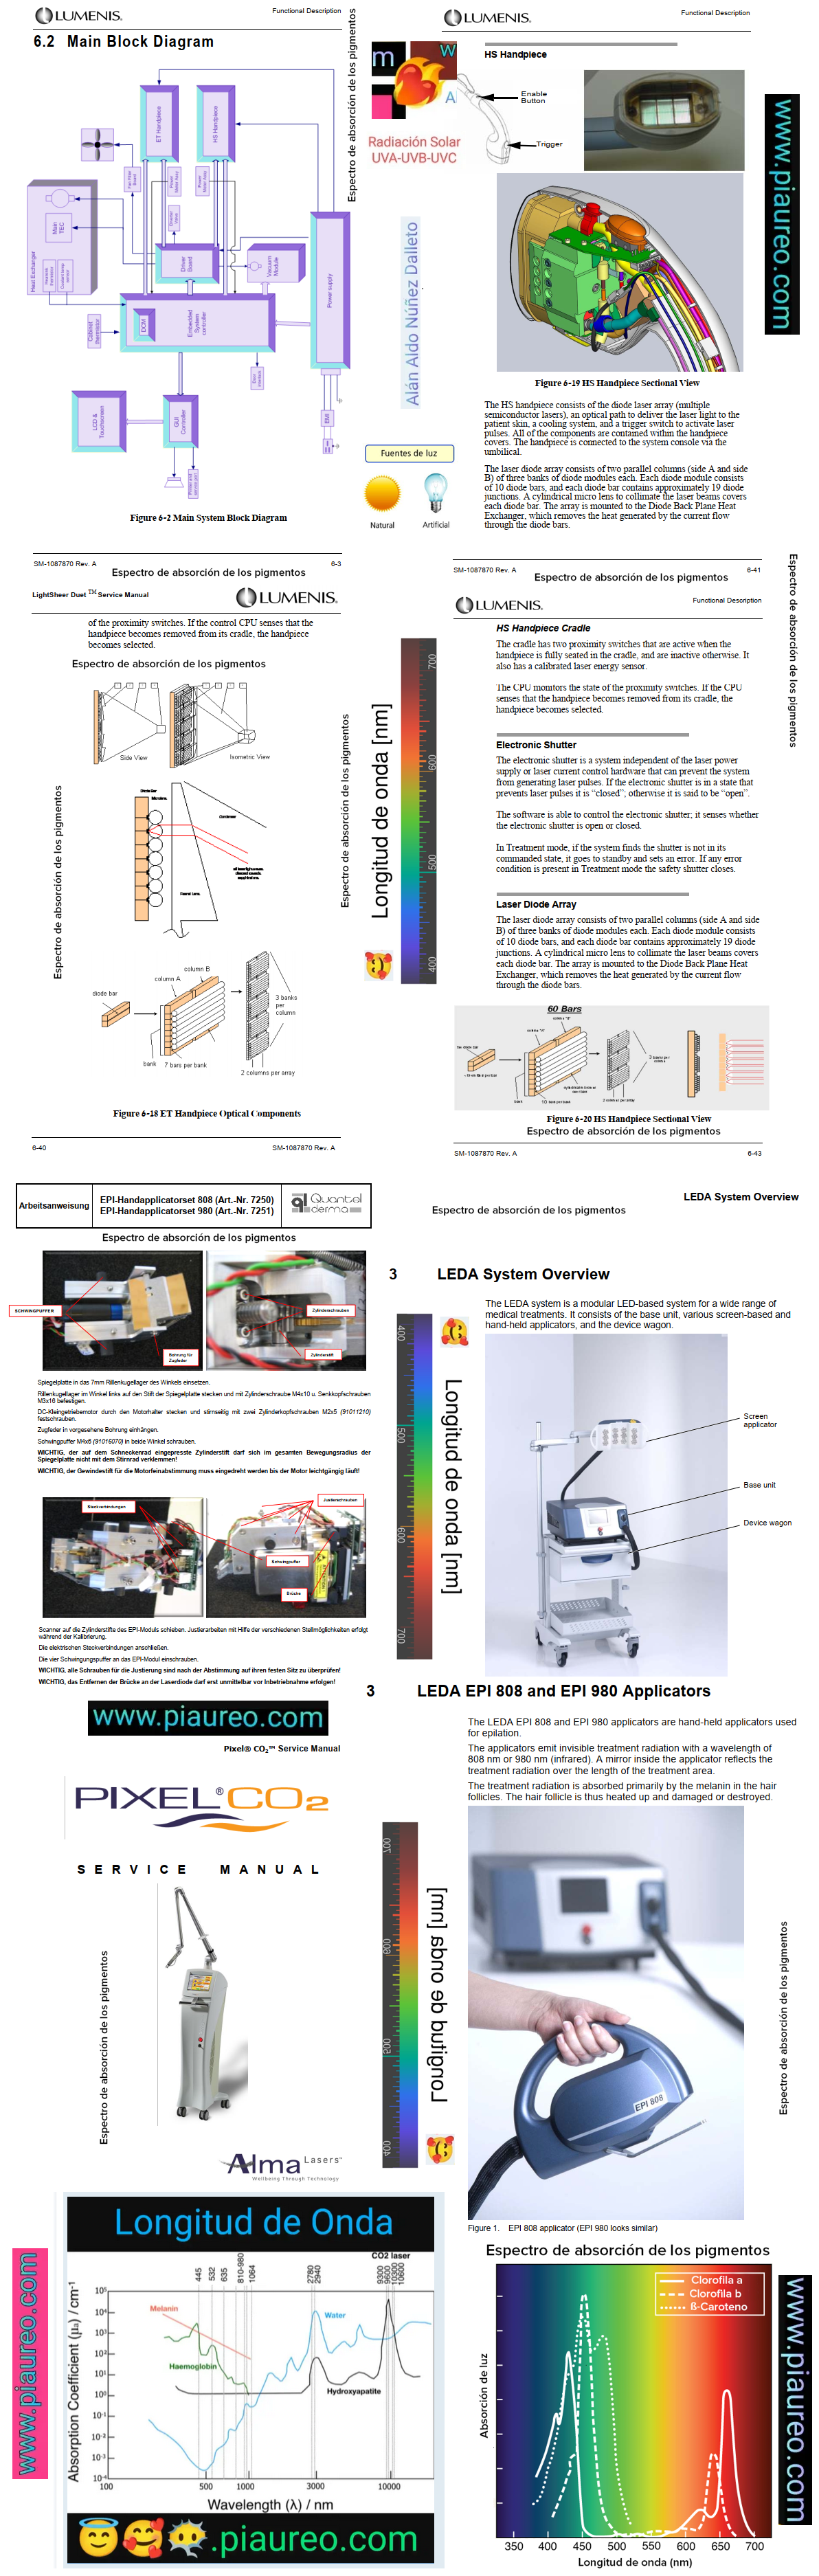 LUMENIS.
Functional Description
6.2 Main Block Diagram
ET Handpiece
HS Handpiece
Fan Filter Board
Power Meter Assy
Power Meter Assy
Main TEC
Heat Exchanger
Driver Board
Vacuum Module
Power supply
DCM
Embedded System controller
LCD & Touchscreen
GUI Controller
EMI
Figure 6-2 Main System Block Diagram
SM-1087870 Rev. A
6-3
Espectro de absorción de los pigmentos
Espectro de absorción de los pigmentos
m
W
A
Radiación Solar
UVA-UVB-UVC
Alán Aldo Núñez Dalleto
Fuentes de luz
Natural
Artificial
LUMENIS.
Functional Description
HS Handpiece
Enable
Button
Trigger
www.piaureo.com
Figure 6-19 HS Handpiece Sectional View
The HS handpiece consists of the diode laser array (multiple
semiconductor lasers), an optical path to deliver the laser light to the
patient skin, a cooling system, and a trigger switch to activate laser
pulses. All of the components are contained within the handpiece
covers. The handpiece is connected to the system console via the
umbilical.
The laser diode array consists of two parallel columns (side A and side
B) of three banks of diode modules each. Each diode module consists
of 10 diode bars, and each diode bar contains approximately 19 diode
junctions. A cylindrical micro lens to collimate the laser beams covers
each diode bar. The array is mounted to the Diode Back Plane Heat
Exchanger, which removes the heat generated by the current flow
through the diode bars.
SM-1087870 Rev. A
6-41
Espectro de absorción de los pigmentos
Espectro de absorción de los pigmentos
LightSheer Duet TM Service Manual
LUMENIS.
of the proximity switches. If the control CPU senses that the
handpiece becomes removed from its cradle, the handpiece
becomes selected.
Espectro de absorción de los pigmentos
Side View
Isometric View
Diode Bar
Condenser
diode bar
column A
column B
bank
7 bars per bank
3 banks
per
column
2 columns per array
Figure 6-18 ET Handpiece Optical Components
6-40
SM-1087870 Rev. A
Espectro de absorción de los pigmentos
Espectro de absorción de los pigmentos
Longitud de onda [nm]
700
600
500
400
LUMENIS.
Functional Description
HS Handpiece Cradle
The cradle has two proximity switches that are active when the
handpiece is fully seated in the cradle, and are inactive otherwise. It
also has a calibrated laser energy sensor.
The CPU monitors the state of the proximity switches. If the CPU
senses that the handpiece becomes removed from its cradle, the
handpiece becomes selected.
Electronic Shutter
The electronic shutter is a system independent of the laser power
supply or laser current control hardware that can prevent the system
from generating laser pulses. If the electronic shutter is in a state that
prevents laser pulses it is “closed”; otherwise it is said to be “open”.
The software is able to control the electronic shutter; it senses whether
the electronic shutter is open or closed.
In Treatment mode, if the system finds the shutter is not in its
commanded state, it goes to standby and sets an error. If any error
condition is present in Treatment mode the safety shutter closes.
Laser Diode Array
The laser diode array consists of two parallel columns (side A and side
B) of three banks of diode modules each. Each diode module consists
of 10 diode bars, and each diode bar contains approximately 19 diode
junctions. A cylindrical micro lens to collimate the laser beams covers
each diode bar. The array is mounted to the Diode Back Plane Heat
Exchanger, which removes the heat generated by the current flow
through the diode bars.
60 Bars
Figure 6-20 HS Handpiece Sectional View
Espectro de absorción de los pigmentos
SM-1087870 Rev. A
6-43
Arbeitsanweisung
EPI-Handapplicatorset 808 (Art.-Nr. 7250)
EPI-Handapplicatorset 980 (Art.-Nr. 7251)
Quantel
derma
Espectro de absorción de los pigmentos
SCHWINGPUFFER
Bohrung für
Zugfeder
Zylinderschrauben
Zylinderstift
Spiegelplatte in das 7mm Rillenkugellager des Winkels einsetzen.
Rillenkugellager im Winkel links auf den Stift der Spiegelplatte stecken und mit Zylinderschraube M4x10 u. Senkkopfschrauben
M3x16 befestigen.
DC-Kleingetriebemotor durch den Motorhalter stecken und stirnseitig mit zwei Zylinderkopfschrauben M2x5 (91011210)
festschrauben.
Zugfeder in vorgesehene Bohrung einhängen.
Schwingpuffer M4x6 (91016070) in beide Winkel schrauben.
WICHTIG, der auf dem Schneckenrad eingepresste Zylinderstift darf sich im gesamten Bewegungsradius der
Spiegelplatte nicht mit dem Stirnrad verklemmen!
WICHTIG, der Gewindestift für die Motorfeinabstimmung muss eingedreht werden bis der Motor leichtgängig läuft!
Steckverbindungen
Justierschrauben
Schwingpuffer
Brücke
Scanner auf die Zylinderstifte des EPI-Moduls schieben. Justierarbeiten mit Hilfe der verschiedenen Stellmöglichkeiten erfolgt
während der Kalibrierung.
Die elektrischen Steckverbindungen anschließen.
Die vier Schwingungspuffer an das EPI-Modul einschrauben.
WICHTIG, alle Schrauben für die Justierung sind nach der Abstimmung auf ihren festen Sitz zu überprüfen!
WICHTIG, das Entfernen der Brücke an der Laserdiode darf erst unmittelbar vor Inbetriebnahme erfolgen!
www.piaureo.com
LEDA System Overview
Espectro de absorción de los pigmentos
3 LEDA System Overview
The LEDA system is a modular LED-based system for a wide range of
medical treatments. It consists of the base unit, various screen-based and
hand-held applicators, and the device wagon.
Screen
applicator
Base unit
Device wagon
400
500
600
700
Longitud de onda [nm]
3 LEDA EPI 808 and EPI 980 Applicators
The LEDA EPI 808 and EPI 980 applicators are hand-held applicators used
for epilation.
The applicators emit invisible treatment radiation with a wavelength of
808 nm or 980 nm (infrared). A mirror inside the applicator reflects the
treatment radiation over the length of the treatment area.
The treatment radiation is absorbed primarily by the melanin in the hair
follicles. The hair follicle is thus heated up and damaged or destroyed.
EPI 808
Figure 1. EPI 808 applicator (EPI 980 looks similar)
Espectro de absorción de los pigmentos
Pixel® CO2™ Service Manual
PIXEL®CO2
SERVICE MANUAL
Espectro de absorción de los pigmentos
Alma Lasers™
Wellbeing Through Technology
700
600
500
400
Longitud de onda [nm]
www.piaureo.com
Longitud de Onda
CO2 laser
445
532
635
810-980
1064
2780
2940
9300
9600
10300
10600
Absorption Coefficient (μa) / cm-1
105
104
103
102
101
100
10-1
10-2
10-3
10-4
Melanin
Haemoglobin
Water
Hydroxyapatite
100
500
1000
3000
10000
Wavelength (λ) / nm
.piaureo.com
Espectro de absorción de los pigmentos
Clorofila a
Clorofila b
ß-Caroteno
Absorción de luz
350 400 450 500 550 600 650 700
Longitud de onda (nm)
www.piaureo.com